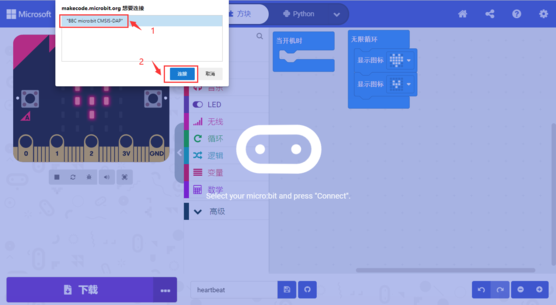 Microsoft
makecode.microbit.org 想要连接
"BBC micro:bit CMSIS-DAP"
1
2
连接
取消
方块
Python
当开机时
无限循环
显示图标
显示图标
音乐
LED
无线
循环
逻辑
变量
数学
高级
Select your micro:bit and press "Connect".
0
1
2
3V
GND
下载
heartbeat